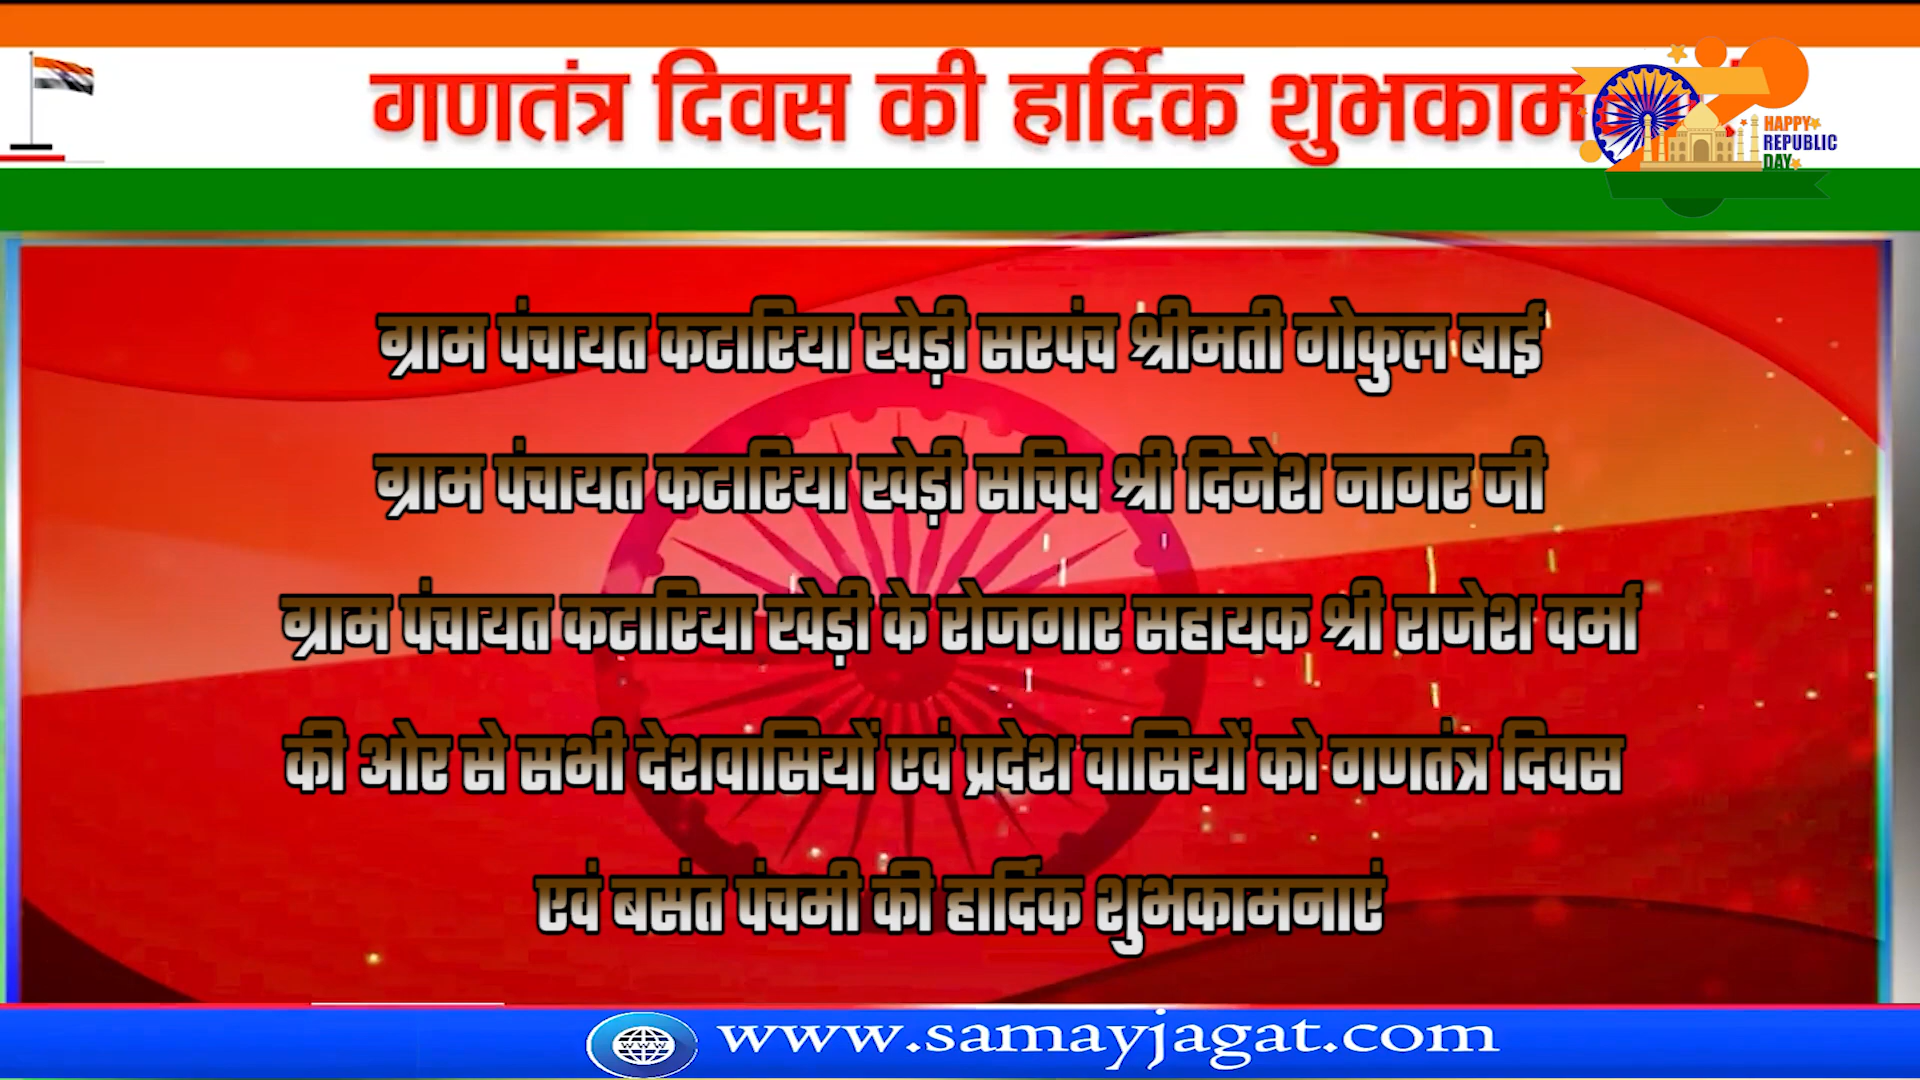 गणतंत्र दिवस की हार्दिक
HAPPY
REPUBLIC
DAY
ग्राम पंचायत कटारिया खेड़ी सरपंच श्रीमती गोकुल बाई
ग्राम पंचायत कटारिया खेड़ी सचिव श्री दिनेश नागर जी
ग्राम पंचायत कटारिया खेड़ी के रोजगार सहायक श्री राजेश वर्मा
की ओर से सभी देशवासियों एवं प्रदेश वासियों को गणतंत्र दिवस
एवं बसंत पंचमी की हार्दिक शुभकामनाएं
www.samayjagat.com